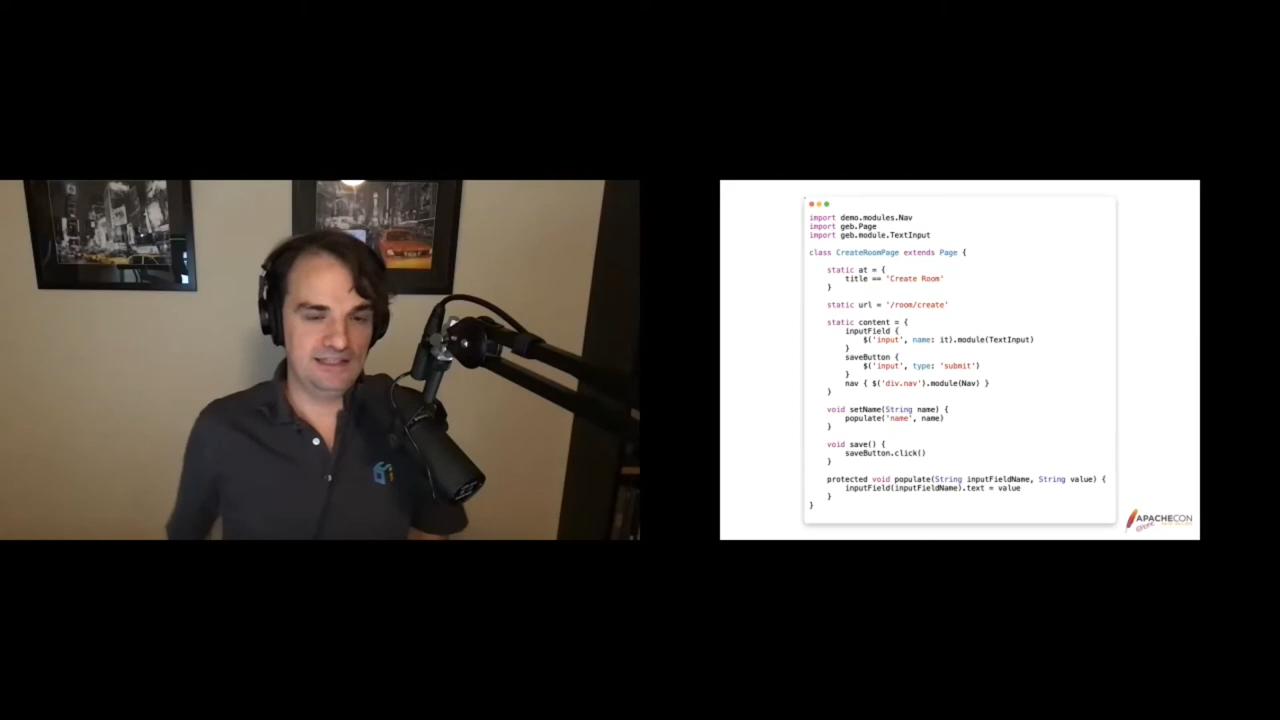 import demo.modules.Nav
import geb.Page
import geb.module.TextInput
class CreateRoomPage extends Page {
static at = {
title == 'Create Room'
}
static url = '/room/create'
static content = {
inputField {
$('input', name: it).module(TextInput)
}
saveButton {
$('input', type: 'submit')
}
nav { $('div.nav').module(Nav) }
}
void setName(String name) {
populate('name', name)
}
void save() {
saveButton.click()
}
protected void populate(String inputFieldName, String value) {
inputField(inputFieldName).text = value
}
}
APACHECON